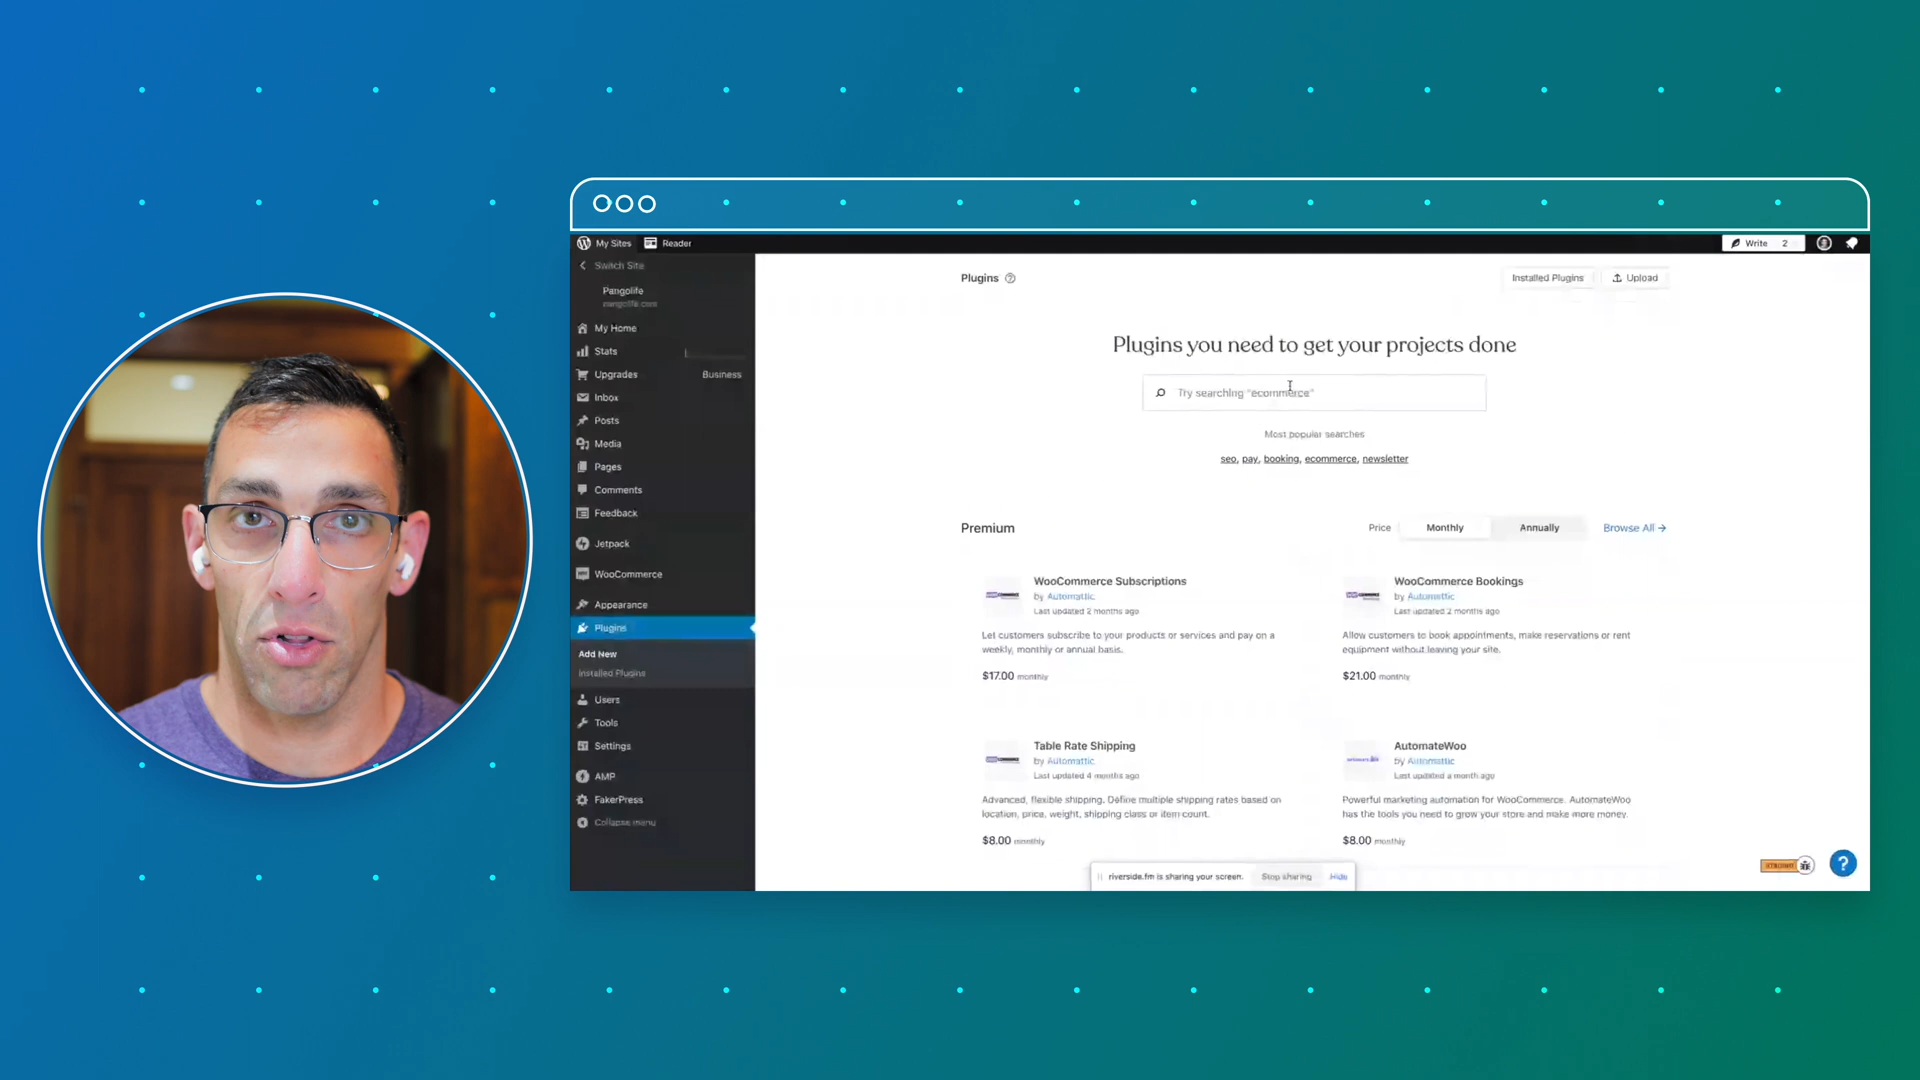 My Sites Reader Write 2
Switch Site
Pangolife
pangolife.com
My Home
Stats
Upgrades Business
Inbox
Posts
Media
Pages
Comments
Feedback
Jetpack
WooCommerce
Appearance
Plugins
Add New
Installed Plugins
Users
Tools
Settings
AMP
FakerPress
Collapse menu
Plugins Installed Plugins Upload
Plugins you need to get your projects done
Try searching "ecommerce"
Most popular searches
seo, pay, booking, ecommerce, newsletter
Premium Price Monthly Annually Browse All
WooCommerce Subscriptions
by Automattic
Last updated 2 months ago
Let customers subscribe to your products or services and pay on a
weekly, monthly or annual basis.
$17.00 monthly
WooCommerce Bookings
by Automattic
Last updated 2 months ago
Allow customers to book appointments, make reservations or rent
equipment without leaving your site.
$21.00 monthly
Table Rate Shipping
by Automattic
Last updated 4 months ago
Advanced, flexible shipping. Define multiple shipping rates based on
location, price, weight, shipping class or item count.
$8.00 monthly
AutomateWoo
by Automattic
Last updated a month ago
Powerful marketing automation for WooCommerce. AutomateWoo
has the tools you need to grow your store and make more money.
$8.00 monthly
riverside.fm is sharing your screen. Stop sharing Hide
?